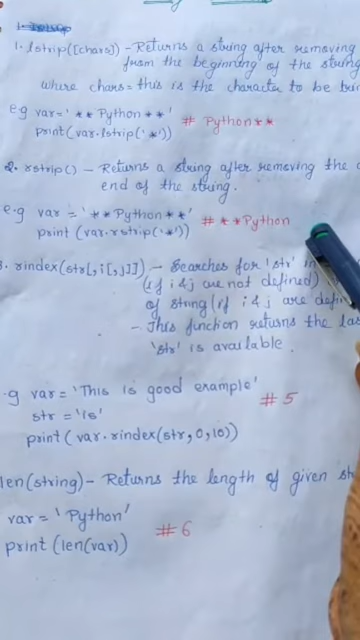 1. lstrip([chars]) - Returns a string after removing
from the beginning of the string
where chars = this is the character to be
e.g var = '**Python**'
print(var.lstrip('*')) # Python**
2. rstrip() - Returns a string after removing the
end of the string.
e.g var = '**Python**'
print (var.rstrip('*')) # **Python
3. rindex(str[,i[,j]]) - Searches for 'str' in
(if i & j are not defined)
of string (if i & j are
- This function returns the
'str' is available.
.g var = 'This is good example'
str = 'is' # 5
print( var.rindex(str,0,10))
len(string) - Returns the length of given
var = 'Python'
print (len(var)) # 6